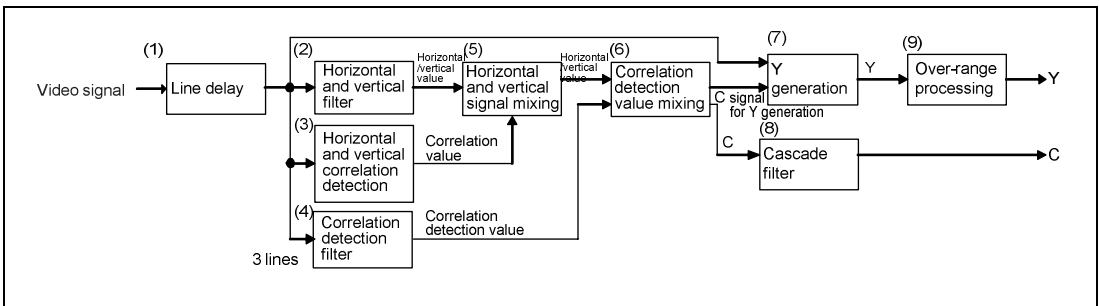 (1)
Video signal
Line delay
(2)
Horizontal
and vertical
filter
Horizontal
/vertical
value
(3)
Horizontal
and vertical
correlation
detection
Correlation
value
(4)
Correlation
detection
filter
3 lines
Correlation
detection value
(5)
Horizontal
and vertical
signal mixing
Horizontal
/vertical
value
(6)
Correlation
detection
value mixing
C signal
for Y generation
C
(7)
Y
generation
Y
(8)
Cascade
filter
(9)
Over-range
processing
Y
C